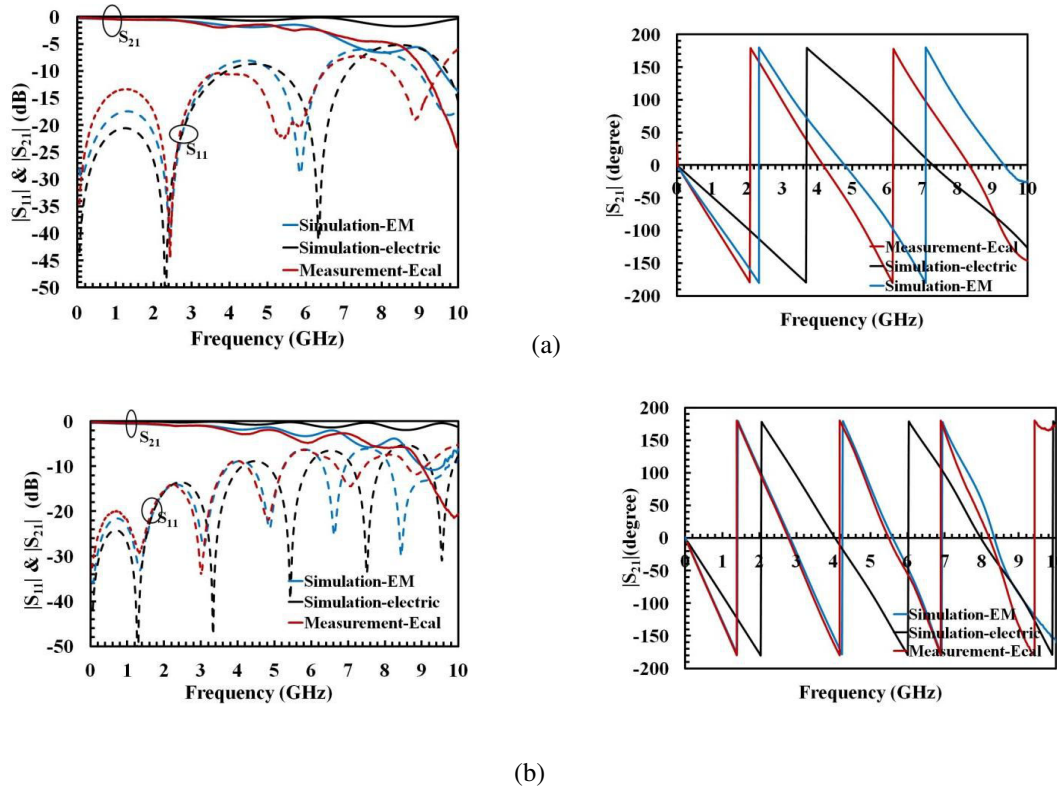 |S₁₁| & |S₂₁| (dB)
0
-5
-10
-15
-20
-25
-30
-35
-40
-45
-50
S₂₁
S₁₁
Simulation-EM
Simulation-electric
Measurement-Ecal
0 1 2 3 4 5 6 7 8 9 10
Frequency (GHz)
|S₂₁| (degree)
200
150
100
50
0
-50
-100
-150
-200
0 1 2 3 4 5 6 7 8 9 10
Measurement-Ecal
Simulation-electric
Simulation-EM
Frequency (GHz)
(a)
|S₁₁| & |S₂₁| (dB)
0
-10
-20
-30
-40
-50
S₂₁
S₁₁
Simulation-EM
Simulation-electric
Measurement-Ecal
0 1 2 3 4 5 6 7 8 9 10
Frequency (GHz)
|S₂₁|(degree)
200
150
100
50
0
-50
-100
-150
-200
0 1 2 3 4 5 6 7 8 9 10
Simulation-EM
Simulation-electric
Measurement-Ecal
Frequency (GHz)
(b)